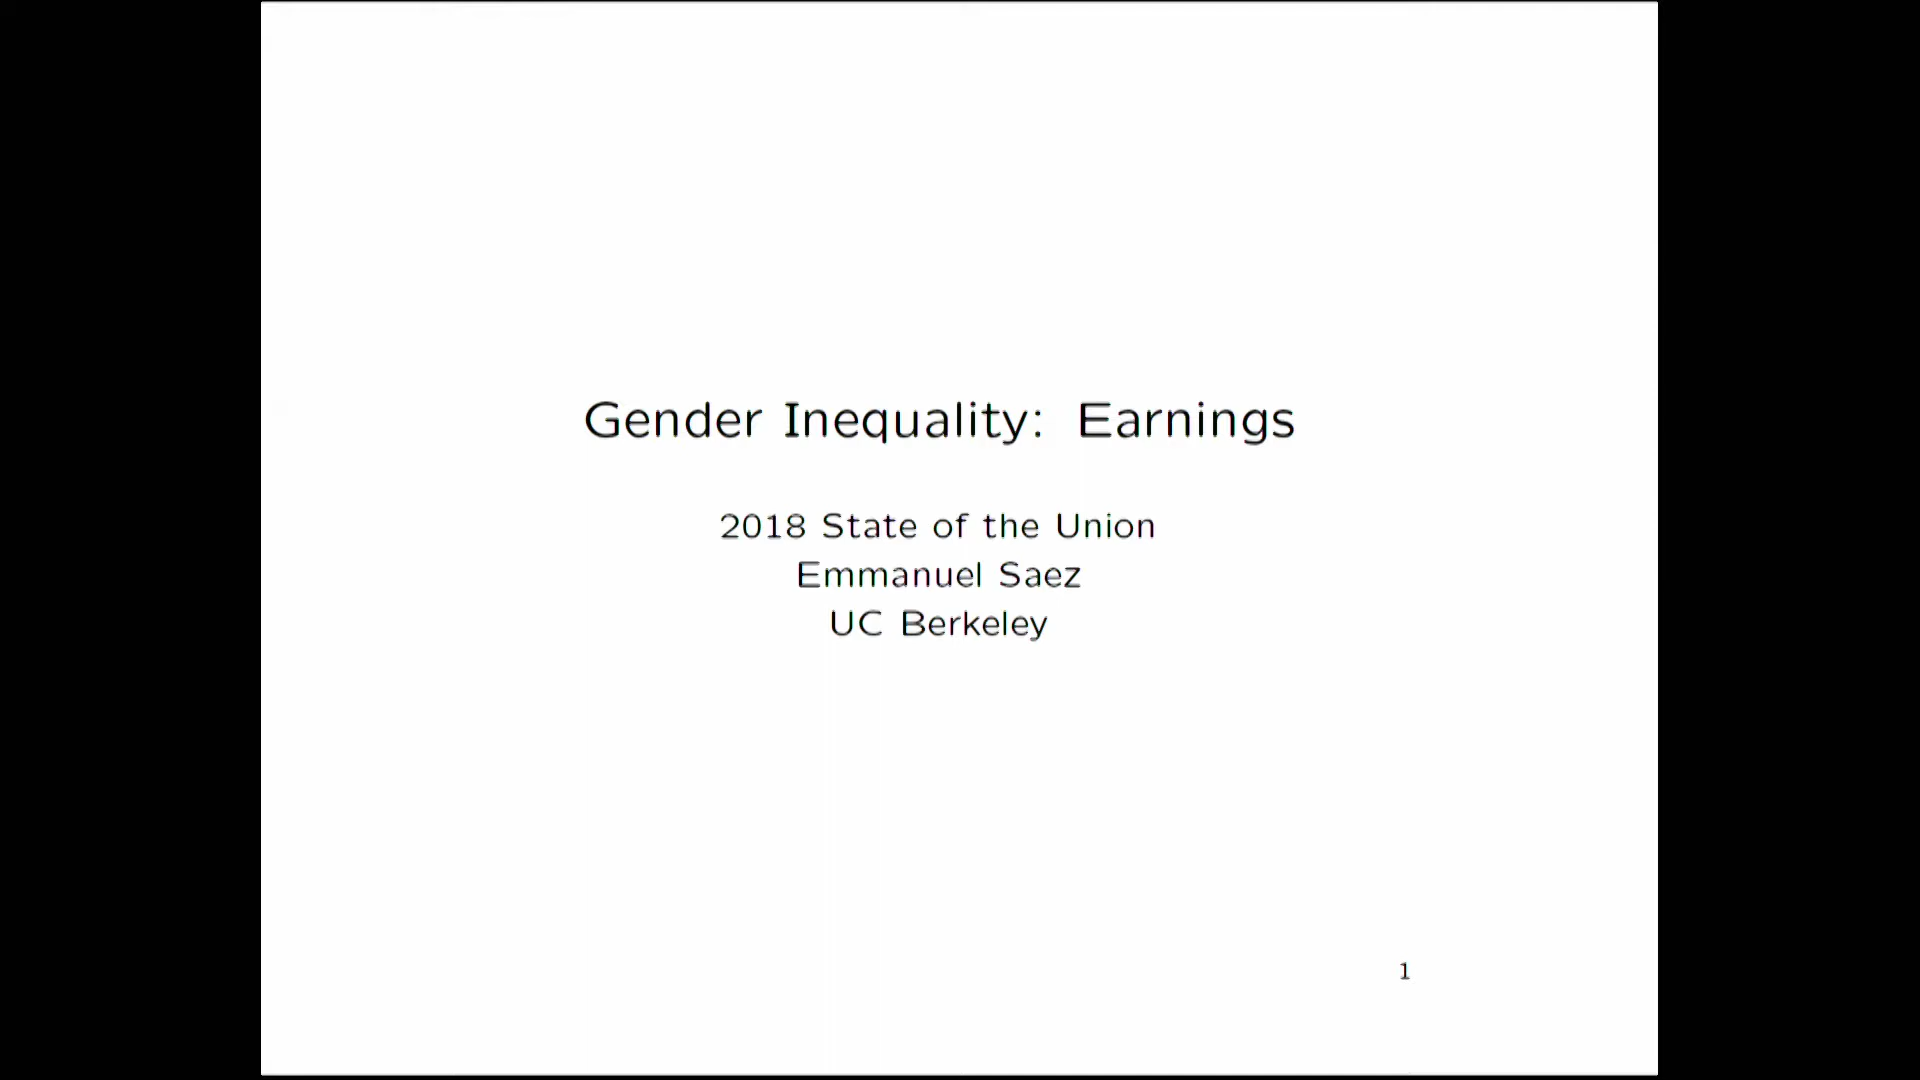 Gender Inequality: Earnings
2018 State of the Union
Emmanuel Saez
UC Berkeley
1